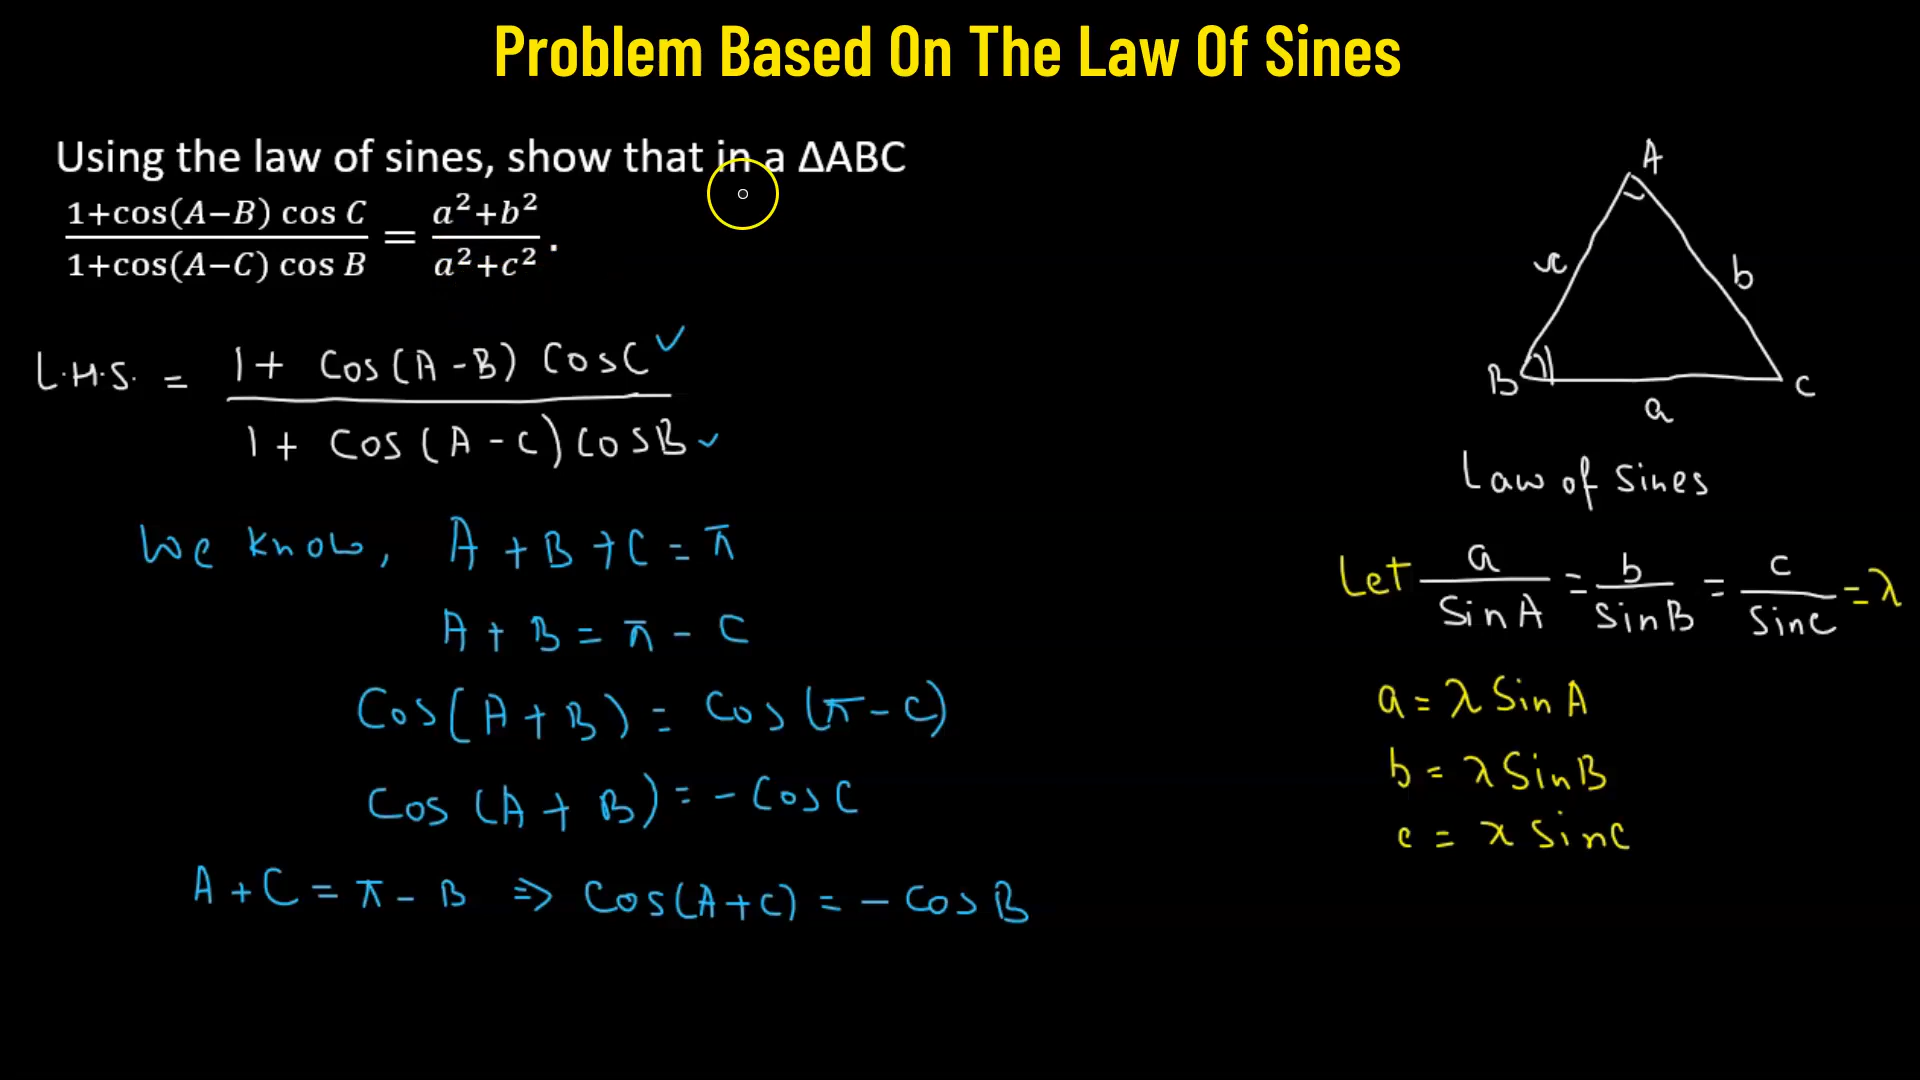 Problem Based On The Law Of Sines
Using the law of sines, show that in a ΔABC
1+cos(A−B) cos C / 1+cos(A−C) cos B = a²+b² / a²+c² .
L.H.S. = 1 + Cos(A - B) CosC ✓ / 1 + Cos(A - C) CosB ✓
We know, A + B + C = π
A + B = π - C
Cos(A + B) = Cos(π - C)
Cos(A + B) = - CosC
A + C = π - B ⇒ Cos(A+C) = - CosB
A
c
b
B
C
a
Law of Sines
Let a / SinA = b / SinB = c / SinC = λ
a = λ SinA
b = λ SinB
c = λ SinC